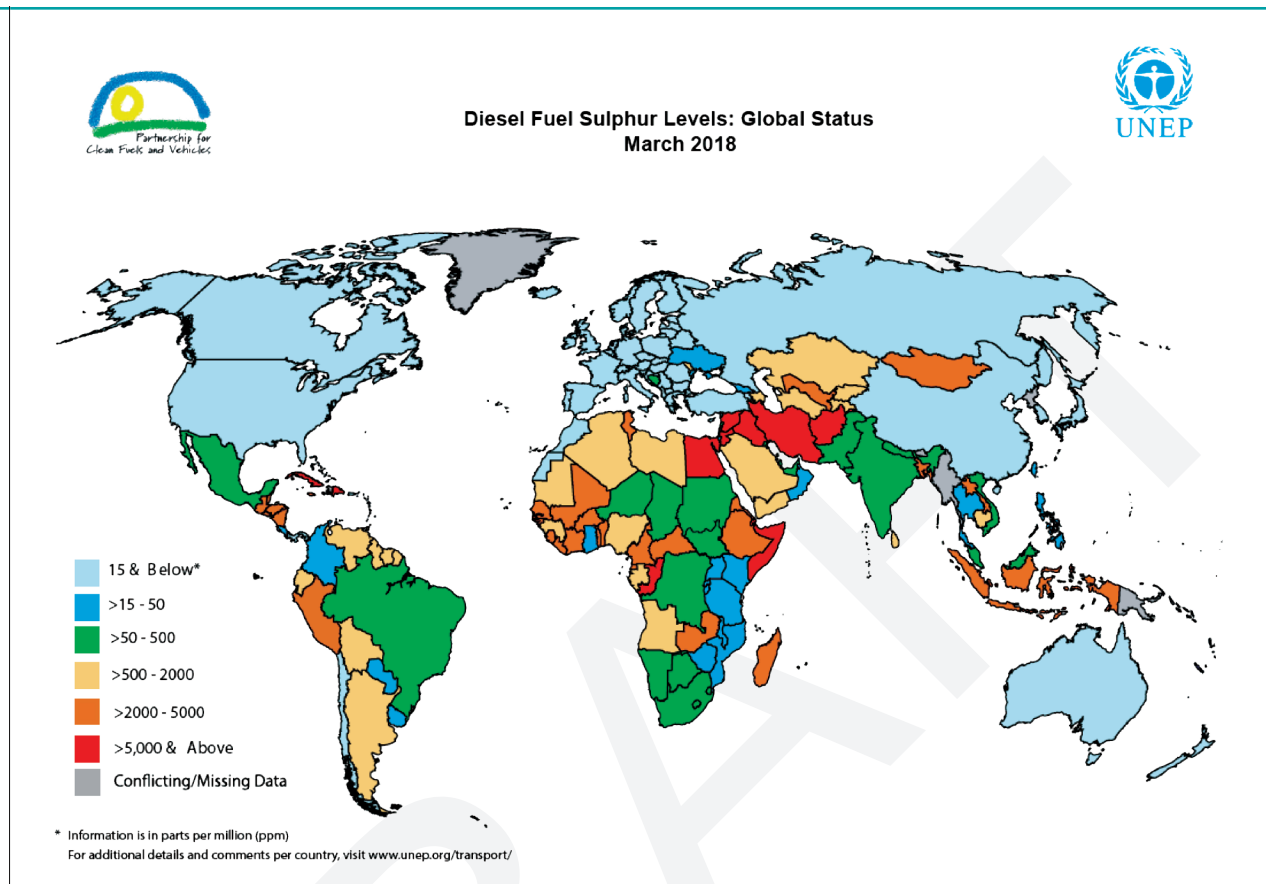 Partnership for
Clean Fuels and Vehicles
UNEP
Diesel Fuel Sulphur Levels: Global Status
March 2018
15 & Below*
>15 - 50
>50 - 500
>500 - 2000
>2000 - 5000
>5,000 & Above
Conflicting/Missing Data
* Information is in parts per million (ppm)
For additional details and comments per country, visit www.unep.org/transport/